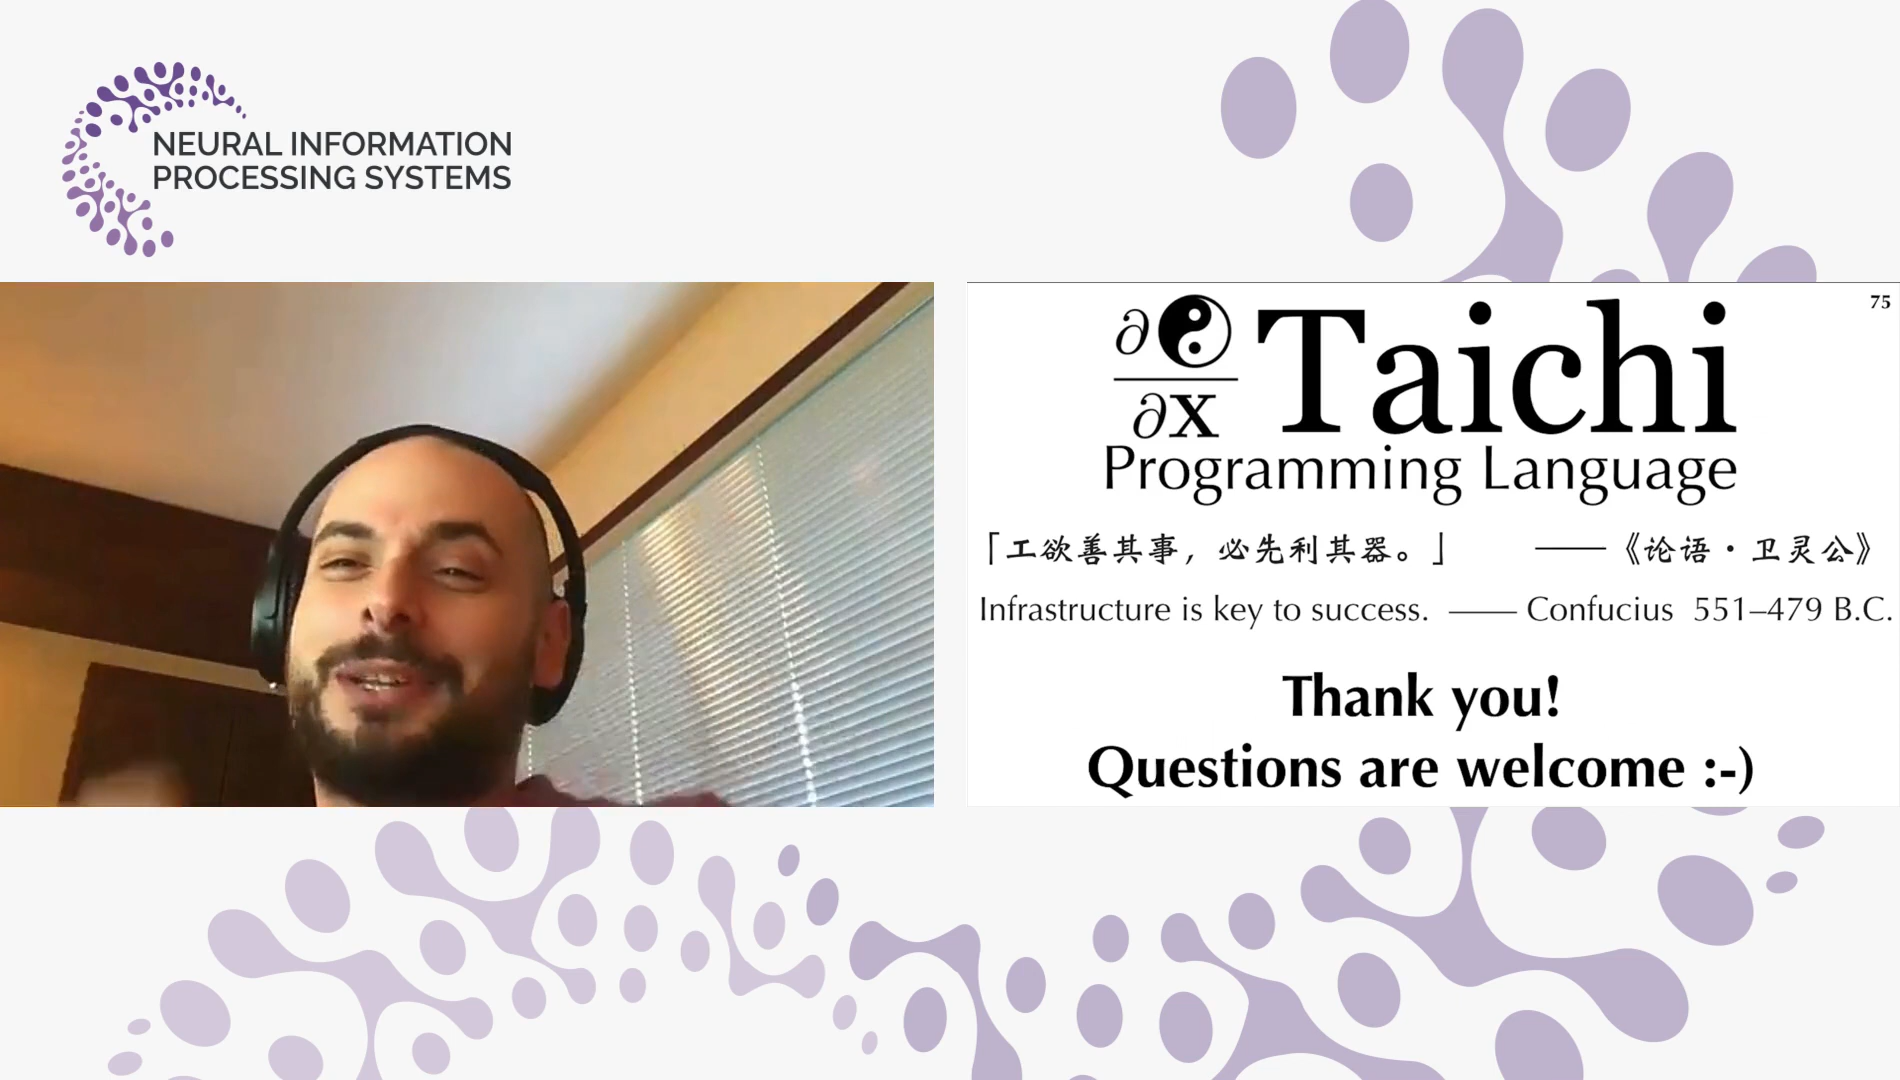 NEURAL INFORMATION
PROCESSING SYSTEMS
75
∂☯
∂x
Taichi
Programming Language
「工欲善其事，必先利其器。」 ——《论语·卫灵公》
Infrastructure is key to success. —— Confucius 551–479 B.C.
Thank you!
Questions are welcome :-)